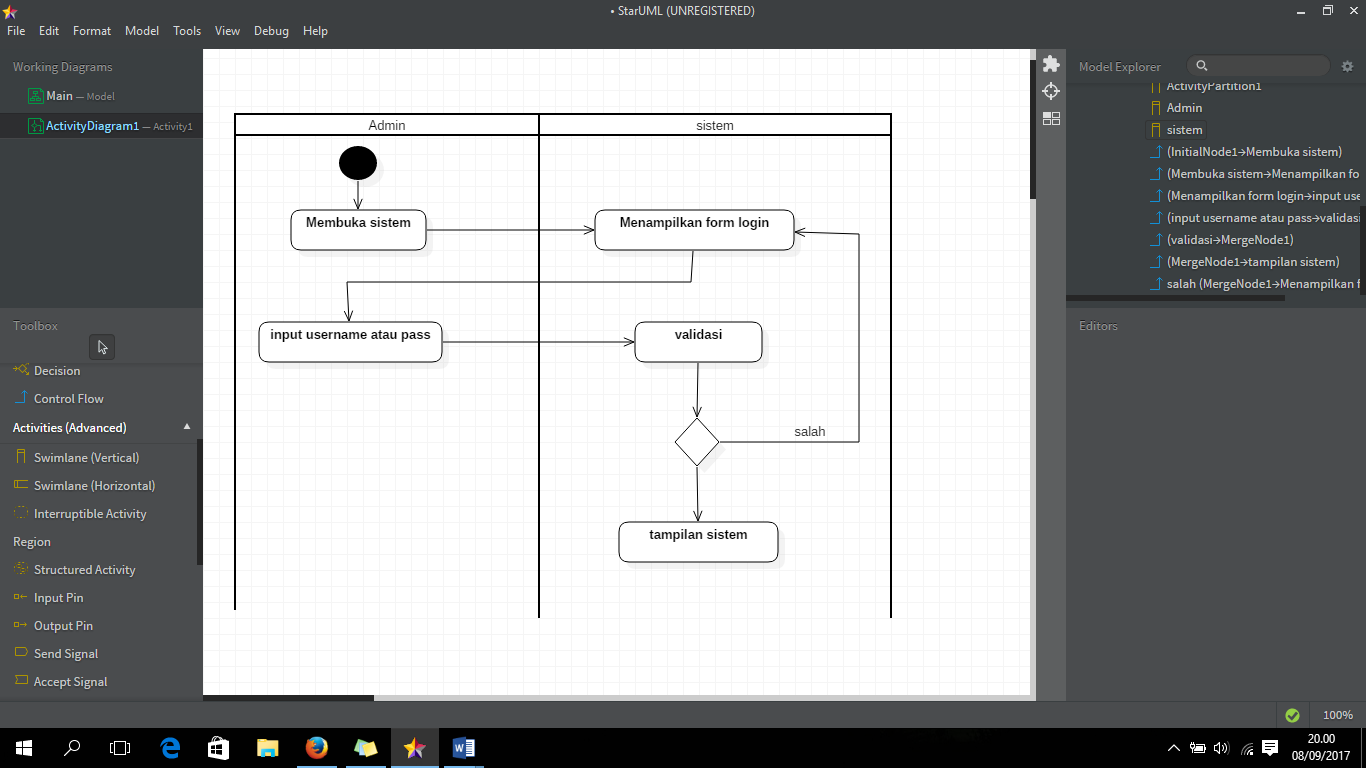 • StarUML (UNREGISTERED)
File Edit Format Model Tools View Debug Help
Working Diagrams
Main — Model
ActivityDiagram1 — Activity1
Toolbox
Decision
Control Flow
Activities (Advanced)
Swimlane (Vertical)
Swimlane (Horizontal)
Interruptible Activity
Region
Structured Activity
Input Pin
Output Pin
Send Signal
Accept Signal
Admin
sistem
Membuka sistem
Menampilkan form login
input username atau pass
validasi
salah
tampilan sistem
Model Explorer
ActivityPartition1
Admin
sistem
(InitialNode1→Membuka sistem)
(Membuka sistem→Menampilkan fo
(Menampilkan form login→input use
(input username atau pass→validasi
(validasi→MergeNode1)
(MergeNode1→tampilan sistem)
salah (MergeNode1→Menampilkan f
Editors
100%
20.00
08/09/2017